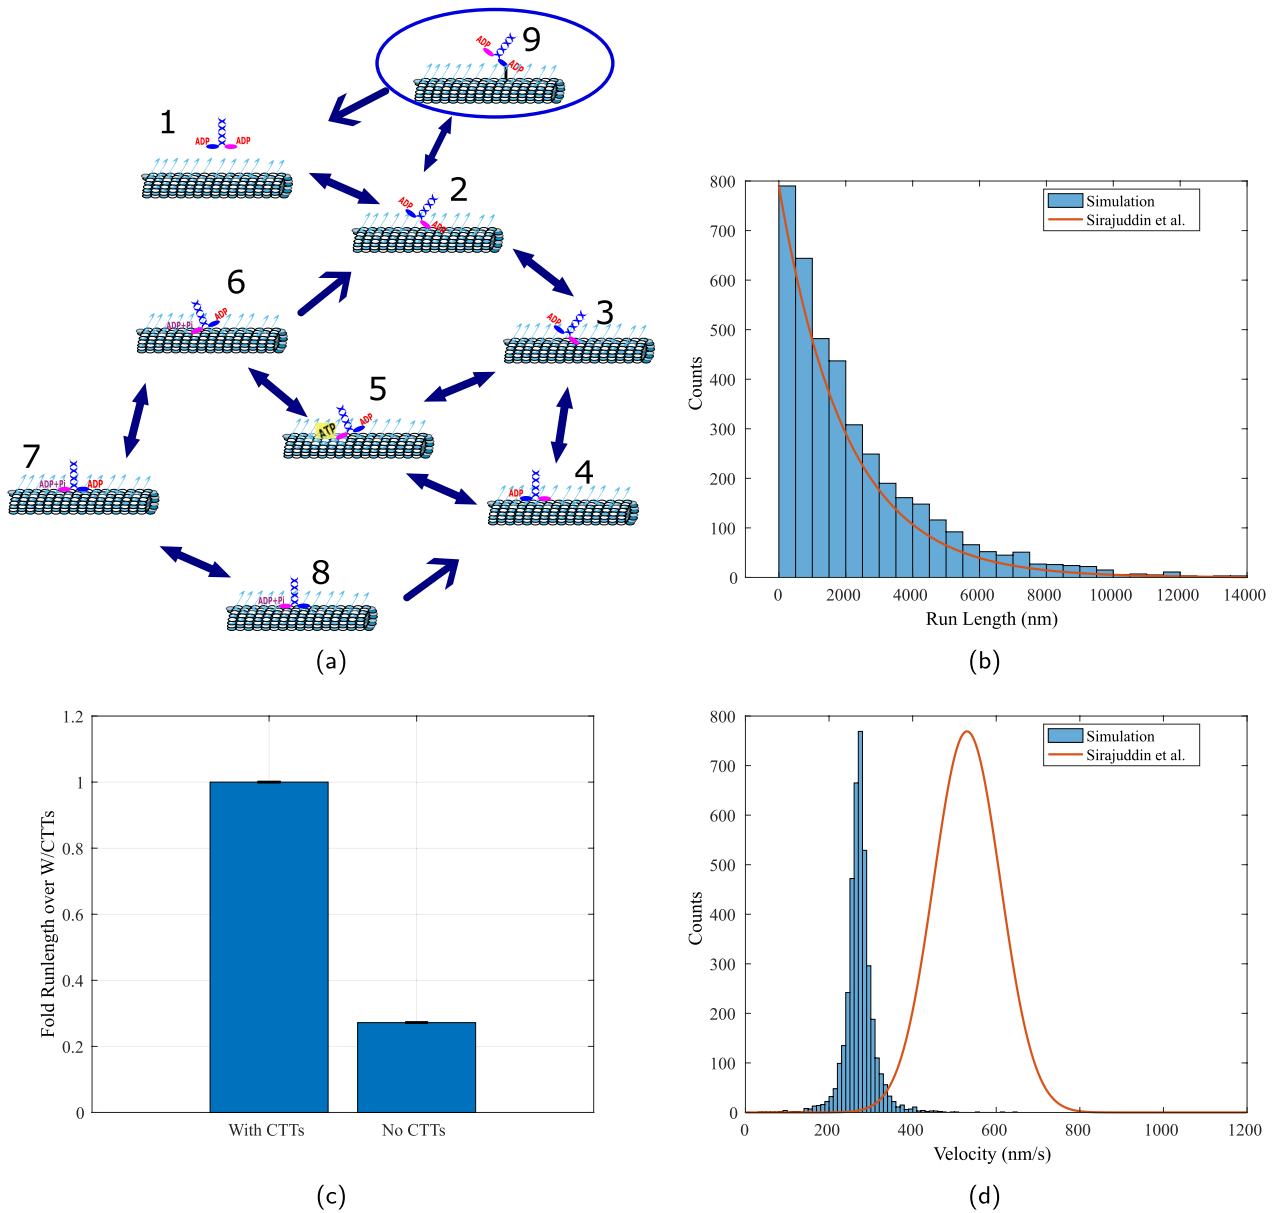 9
ADP
ADP
1
ADP ADP
2
ADP
ADP
6
ADP+Pi ADP
3
ADP
5
ATP ADP
7
ADP+Pi ADP
4
ADP
8
ADP+Pi
(a)
800
700
600
500
400
300
200
100
0
Counts
0 2000 4000 6000 8000 10000 12000 14000
Run Length (nm)
Simulation
Sirajuddin et al.
(b)
1.2
1
0.8
0.6
0.4
0.2
0
Fold Runlength over W/CTTs
With CTTs No CTTs
(c)
800
700
600
500
400
300
200
100
0
Counts
0 200 400 600 800 1000 1200
Velocity (nm/s)
Simulation
Sirajuddin et al.
(d)